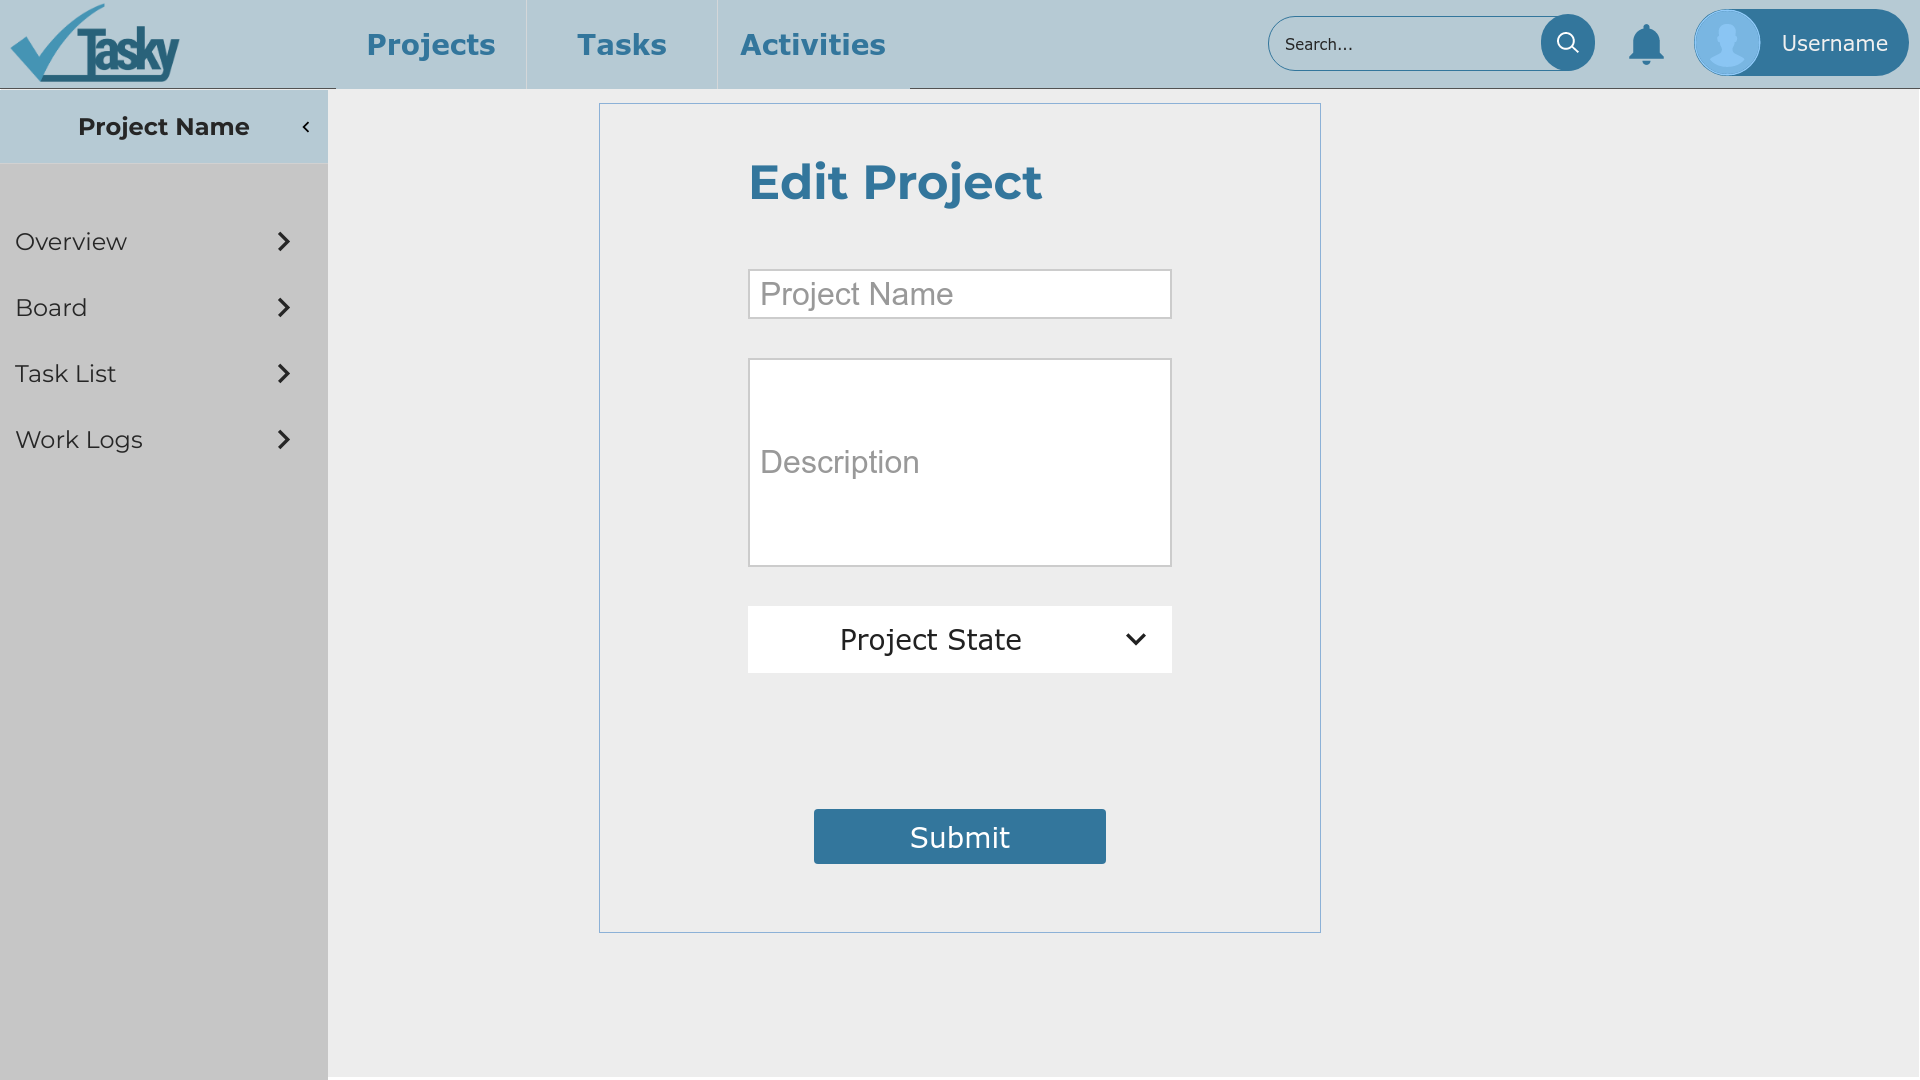 Tasky
Projects
Tasks
Activities
Search...
Username
Project Name
Overview
Board
Task List
Work Logs
Edit Project
Project Name
Description
Project State
Submit